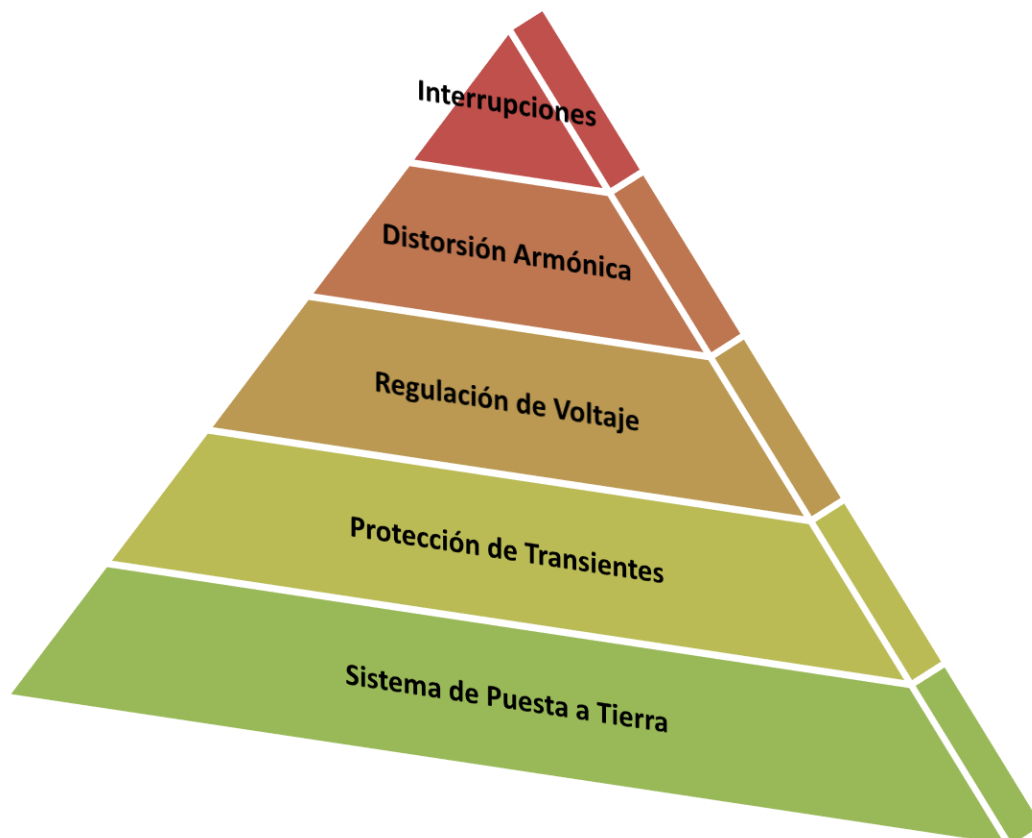 Interrupciones
Distorsión Armónica
Regulación de Voltaje
Protección de Transientes
Sistema de Puesta a Tierra